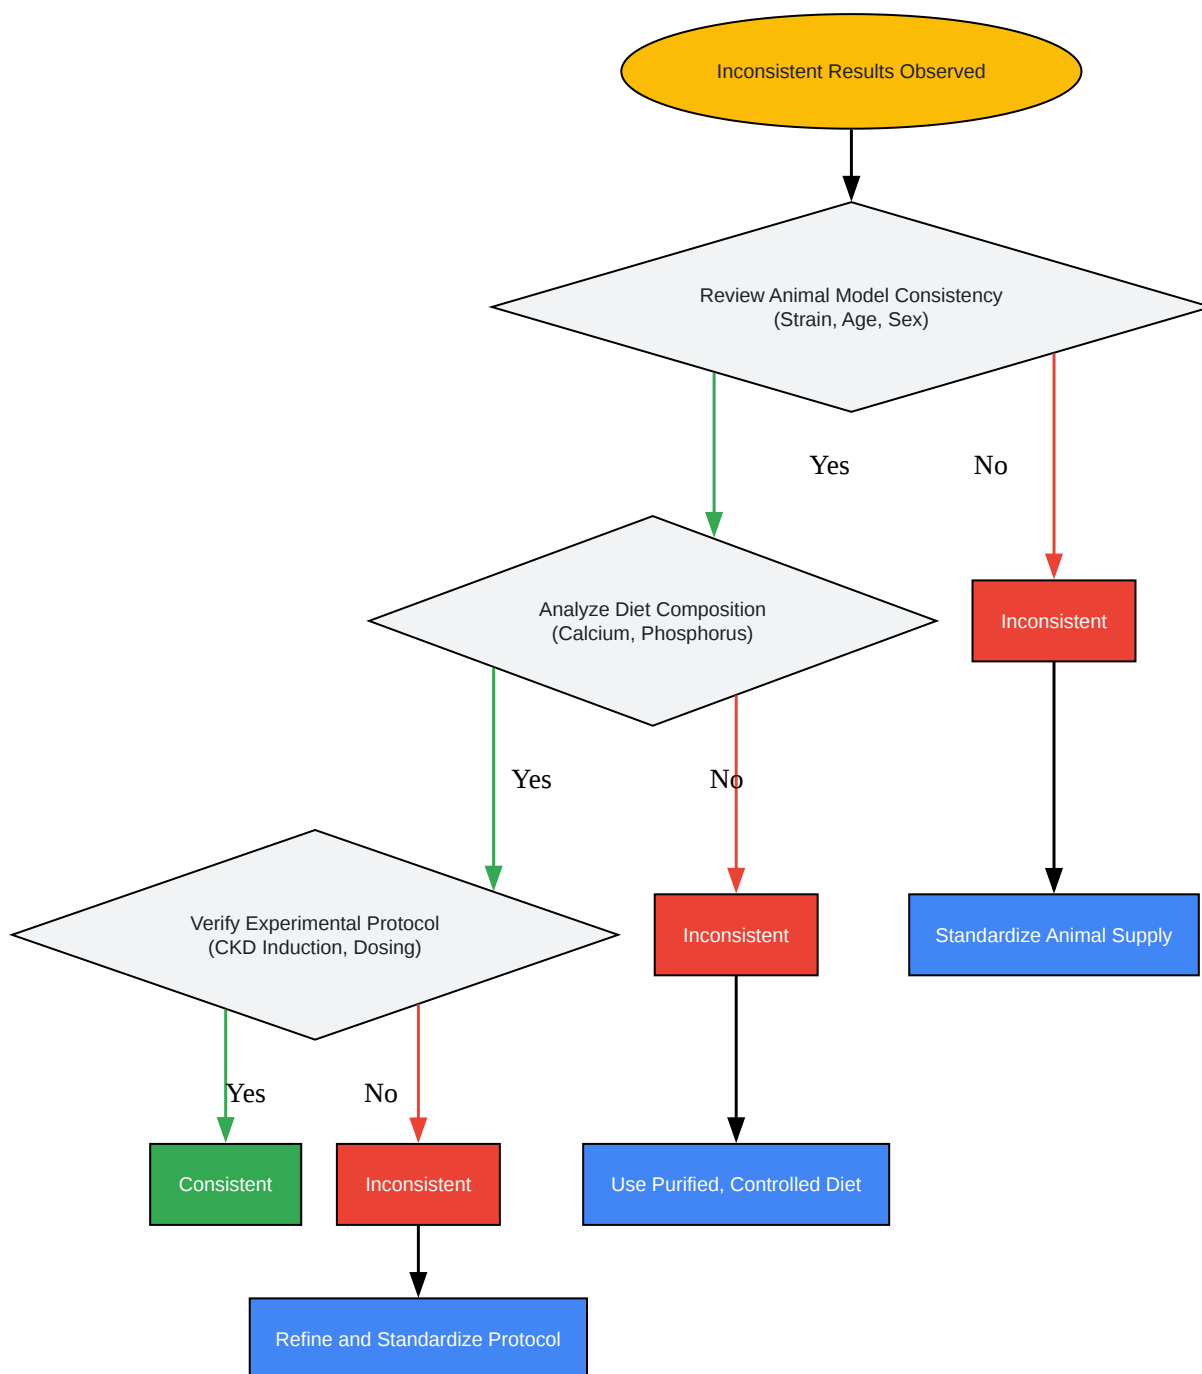 Inconsistent Results Observed
Review Animal Model Consistency
(Strain, Age, Sex)
Yes
No
Analyze Diet Composition
(Calcium, Phosphorus)
Inconsistent
Yes
No
Verify Experimental Protocol
(CKD Induction, Dosing)
Inconsistent
Standardize Animal Supply
Yes
No
Consistent
Inconsistent
Use Purified, Controlled Diet
Refine and Standardize Protocol